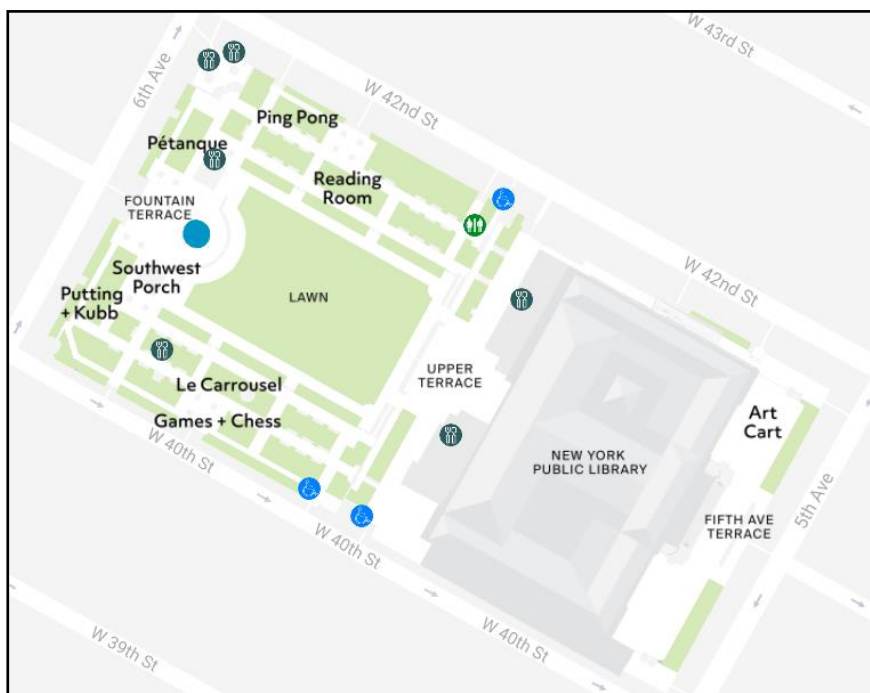 W 43rd St
6th Ave
W 42nd St
Ping Pong
Pétanque
Reading
Room
FOUNTAIN
TERRACE
Southwest
Porch
Putting
+ Kubb
LAWN
W 42nd St
UPPER
TERRACE
Le Carrousel
Games + Chess
Art
Cart
W 40th St
NEW YORK
PUBLIC LIBRARY
5th Ave
FIFTH AVE
TERRACE
W 40th St
W 39th St
W 40th St